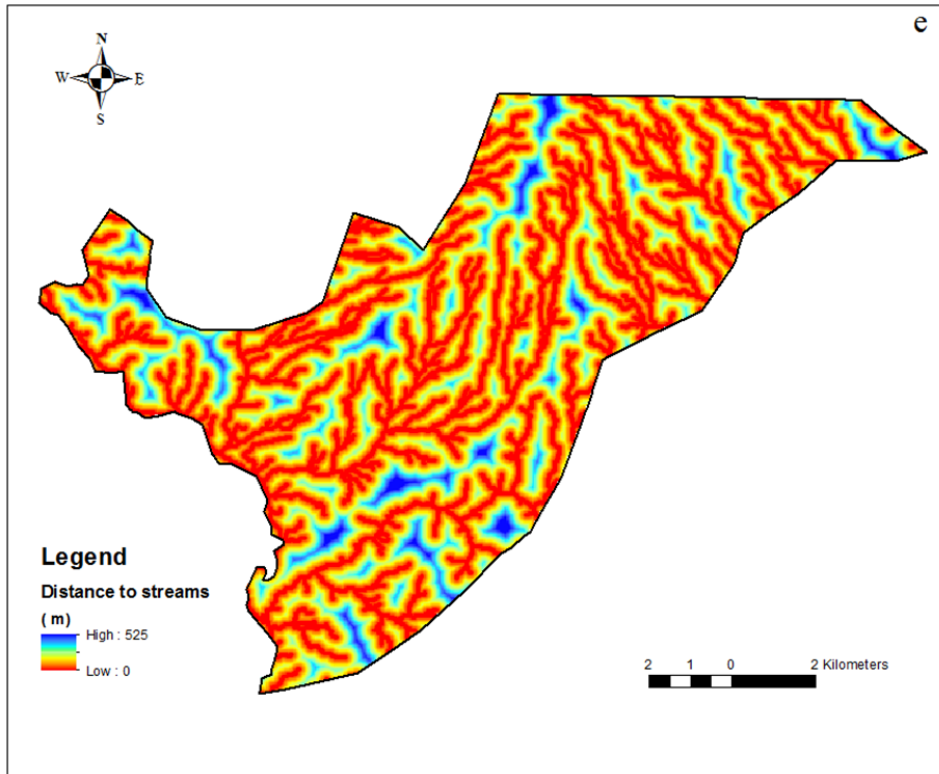 e
N
W E
S
Legend
Distance to streams
( m)
High : 525
Low : 0
2 1 0 2 Kilometers